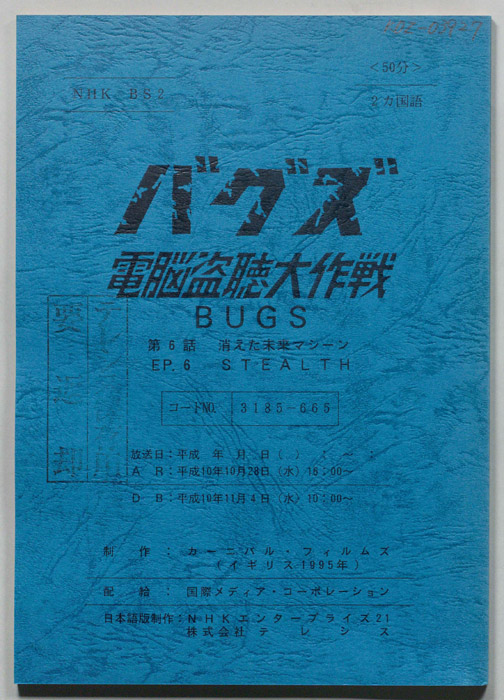 ＜50分＞
NHK BS2
2カ国語
バグズ
電脳盗聴大作戦
BUGS
第6話 消えた未来マシーン
EP.6 STEALTH
コードNO. 3185-665
放送日：平成 年 月 日（ ） ： ～ ：
A R：平成10年10月28日（水）18：00～
D B：平成10年11月4日（水）10：00～
制作：カーニバル・フィルムズ
（イギリス1995年）
配給：国際メディア・コーポレーション
日本語版制作：NHKエンタープライズ21
株式会社テレシス